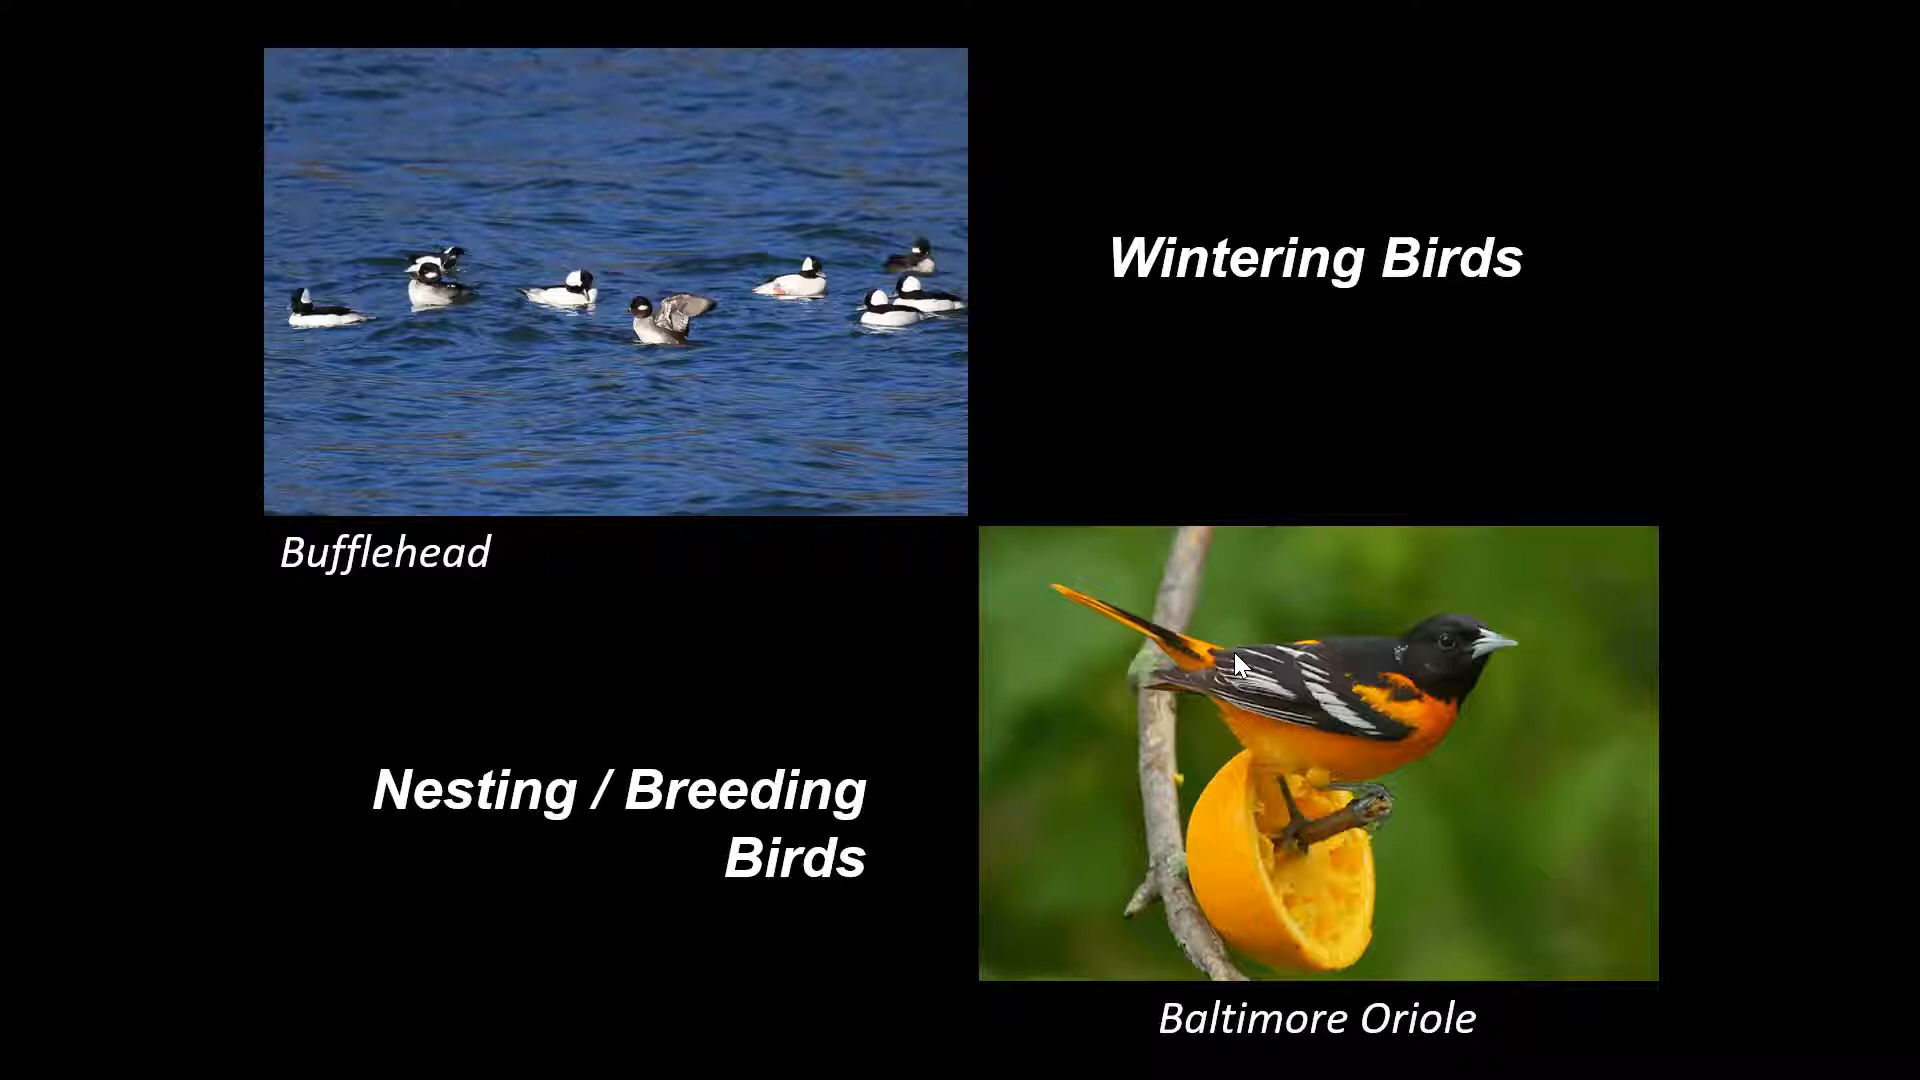 Wintering Birds
Bufflehead
Nesting / Breeding
Birds
Baltimore Oriole